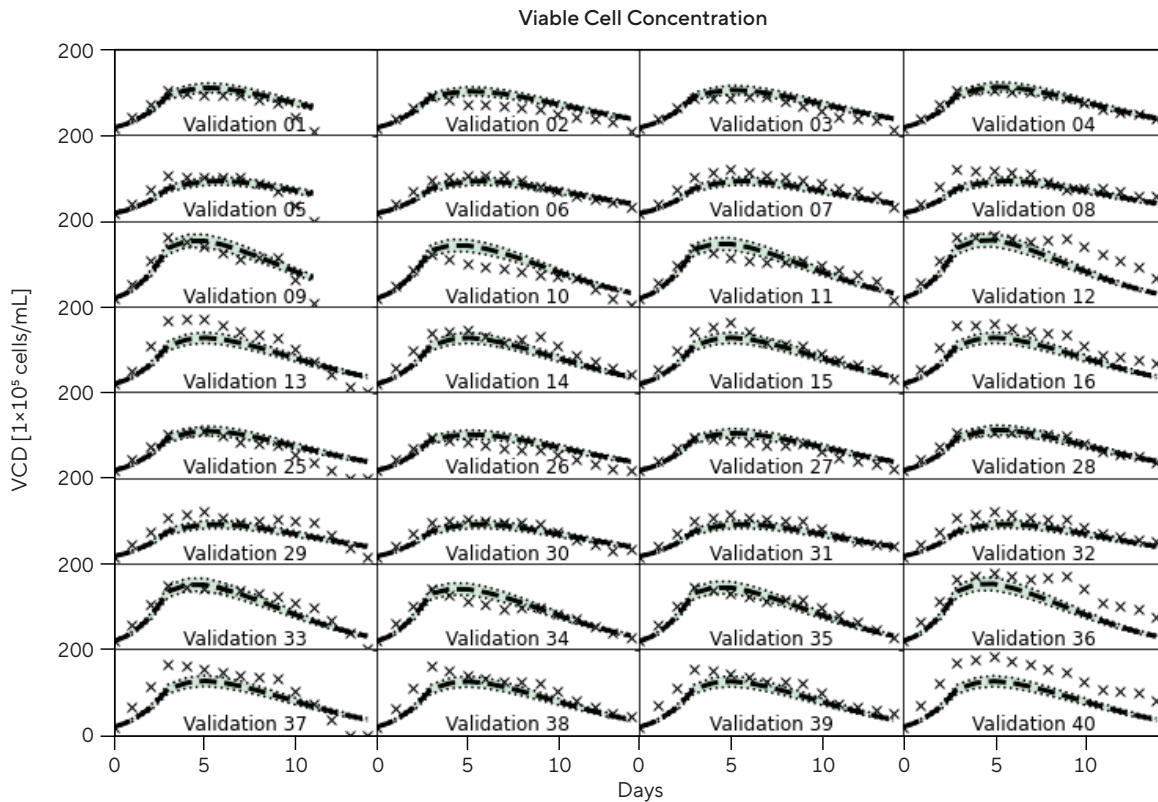 Viable Cell Concentration
VCD [1×10⁵ cells/mL]
200
Validation 01 Validation 02 Validation 03 Validation 04
200
Validation 05 Validation 06 Validation 07 Validation 08
200
Validation 09 Validation 10 Validation 11 Validation 12
200
Validation 13 Validation 14 Validation 15 Validation 16
200
Validation 25 Validation 26 Validation 27 Validation 28
200
Validation 29 Validation 30 Validation 31 Validation 32
200
Validation 33 Validation 34 Validation 35 Validation 36
200
Validation 37 Validation 38 Validation 39 Validation 40
0
0 5 10 0 5 10 0 5 10 0 5 10
Days